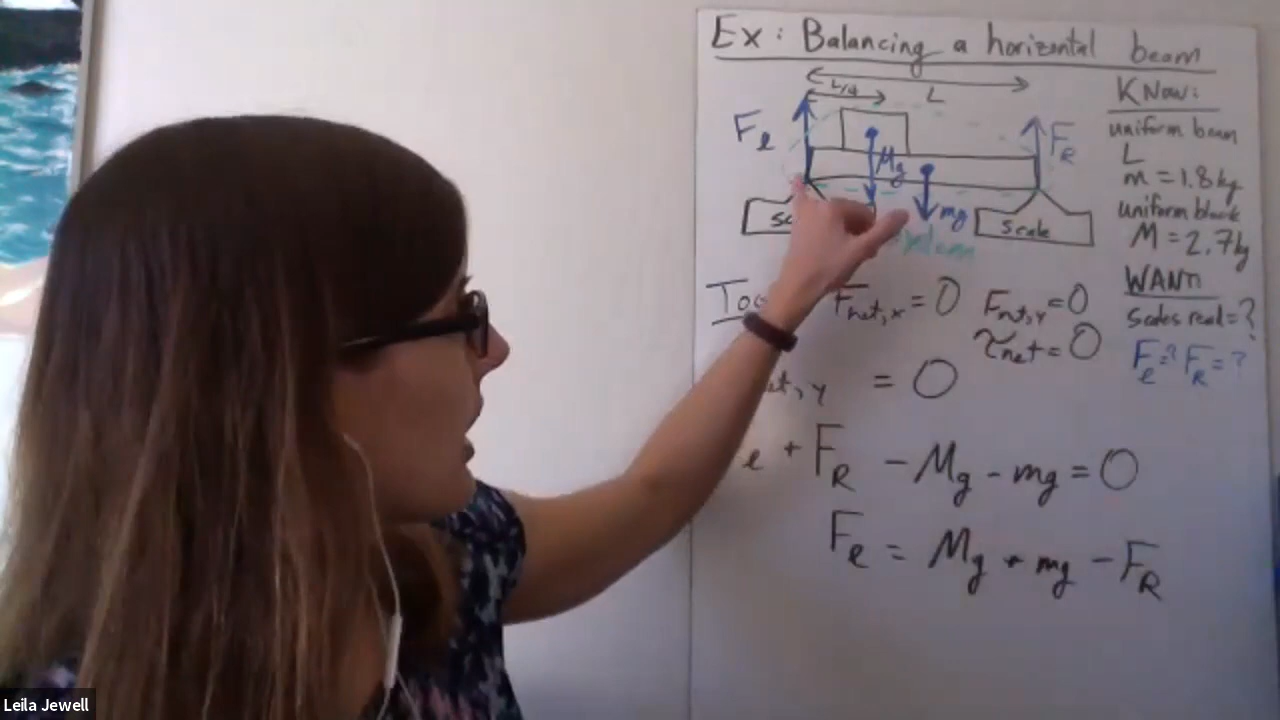 Ex: Balancing a horizontal beam
L/4
L
KNOW:
uniform beam
L
m = 1.8 kg
uniform block
M = 2.7 kg
Fℓ
FR
Mg
mg
scale
WANT:
scales read = ?
Fℓ = ? FR = ?
Fnet,x = 0
Fnet,y = 0
τnet = 0
et,y = 0
ℓ + FR - Mg - mg = 0
Fℓ = Mg + mg - FR
Leila Jewell